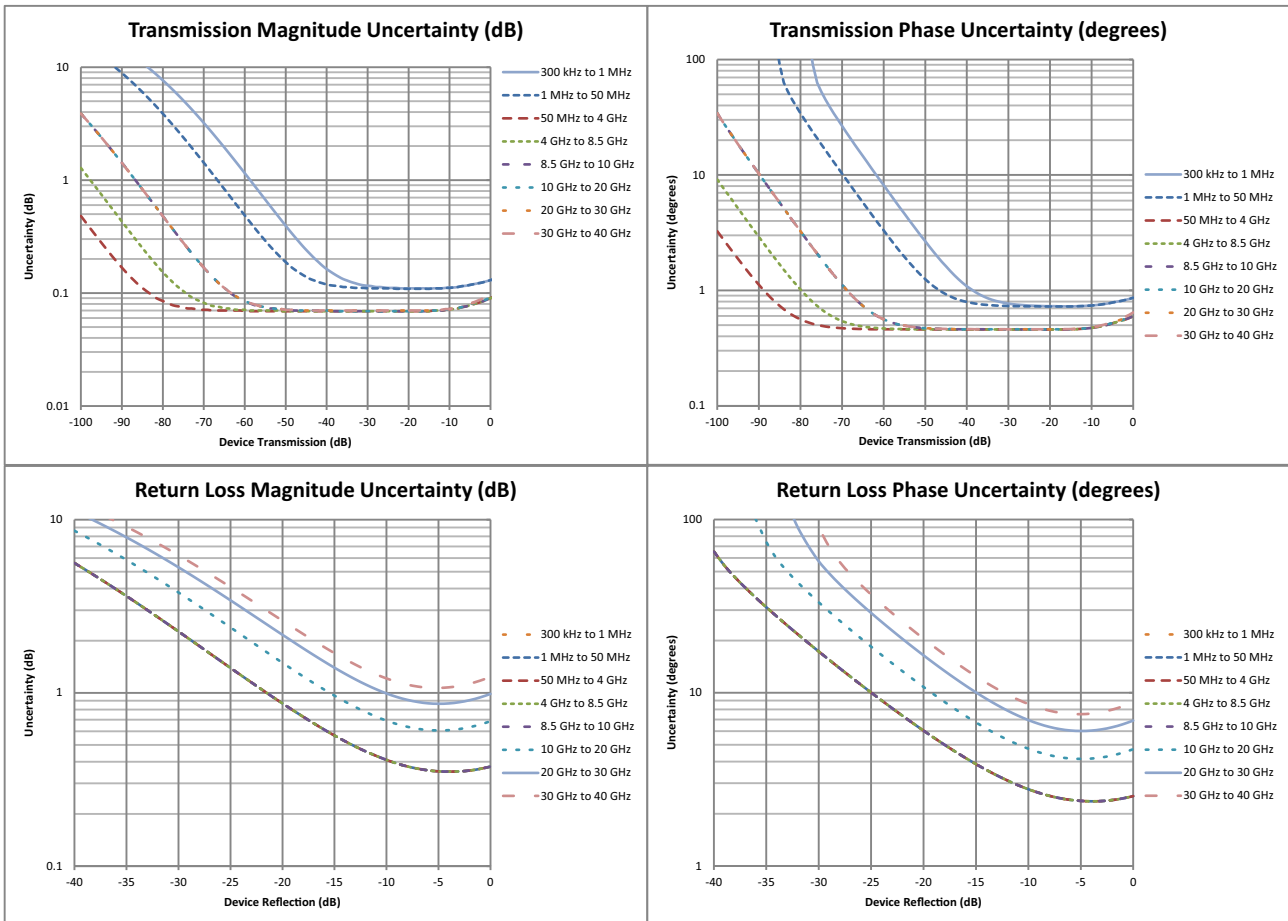 Transmission Magnitude Uncertainty (dB)
10
1
0.1
0.01
Uncertainty (dB)
-100 -90 -80 -70 -60 -50 -40 -30 -20 -10 0
Device Transmission (dB)
300 kHz to 1 MHz
1 MHz to 50 MHz
50 MHz to 4 GHz
4 GHz to 8.5 GHz
8.5 GHz to 10 GHz
10 GHz to 20 GHz
20 GHz to 30 GHz
30 GHz to 40 GHz
Transmission Phase Uncertainty (degrees)
100
10
1
0.1
Uncertainty (degrees)
-100 -90 -80 -70 -60 -50 -40 -30 -20 -10 0
Device Transmission (dB)
300 kHz to 1 MHz
1 MHz to 50 MHz
50 MHz to 4 GHz
4 GHz to 8.5 GHz
8.5 GHz to 10 GHz
10 GHz to 20 GHz
20 GHz to 30 GHz
30 GHz to 40 GHz
Return Loss Magnitude Uncertainty (dB)
10
1
0.1
Uncertainty (dB)
-40 -35 -30 -25 -20 -15 -10 -5 0
Device Reflection (dB)
300 kHz to 1 MHz
1 MHz to 50 MHz
50 MHz to 4 GHz
4 GHz to 8.5 GHz
8.5 GHz to 10 GHz
10 GHz to 20 GHz
20 GHz to 30 GHz
30 GHz to 40 GHz
Return Loss Phase Uncertainty (degrees)
100
10
1
Uncertainty (degrees)
-40 -35 -30 -25 -20 -15 -10 -5 0
Device Reflection (dB)
300 kHz to 1 MHz
1 MHz to 50 MHz
50 MHz to 4 GHz
4 GHz to 8.5 GHz
8.5 GHz to 10 GHz
10 GHz to 20 GHz
20 GHz to 30 GHz
30 GHz to 40 GHz